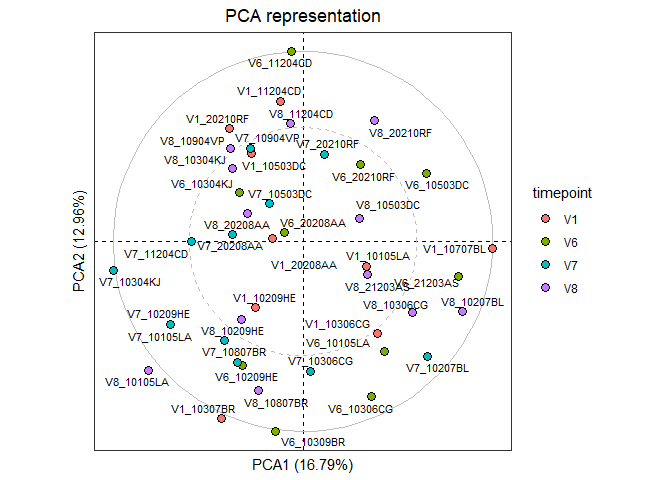 PCA representation
V6_11204CD
V1_11204CD
V8_11204CD
V1_20210RF
V8_20210RF
V8_10904VP
V7_10904VP
V7_20210RF
V8_10304KJ
V1_10503DC
V6_20210RF
V6_10503DC
V6_10304KJ
V7_10503DC
V8_10503DC
V8_20208AA
V6_20208AA
V7_20208AA
V1_10707BL
V7_11204CD
V1_10105LA
V1_20208AA
V7_10304KJ
V8_21203AS
V6_21203AS
V1_10209HE
V8_10306CG
V8_10207BL
V7_10209HE
V1_10306CG
V7_10105LA
V8_10209HE
V6_10105LA
V7_10807BR
V7_10306CG
V7_10207BL
V8_10105LA
V6_10209HE
V8_10807BR
V1_10307BR
V6_10306CG
V6_10309BR
PCA1 (16.79%)
PCA2 (12.96%)
timepoint
V1
V6
V7
V8